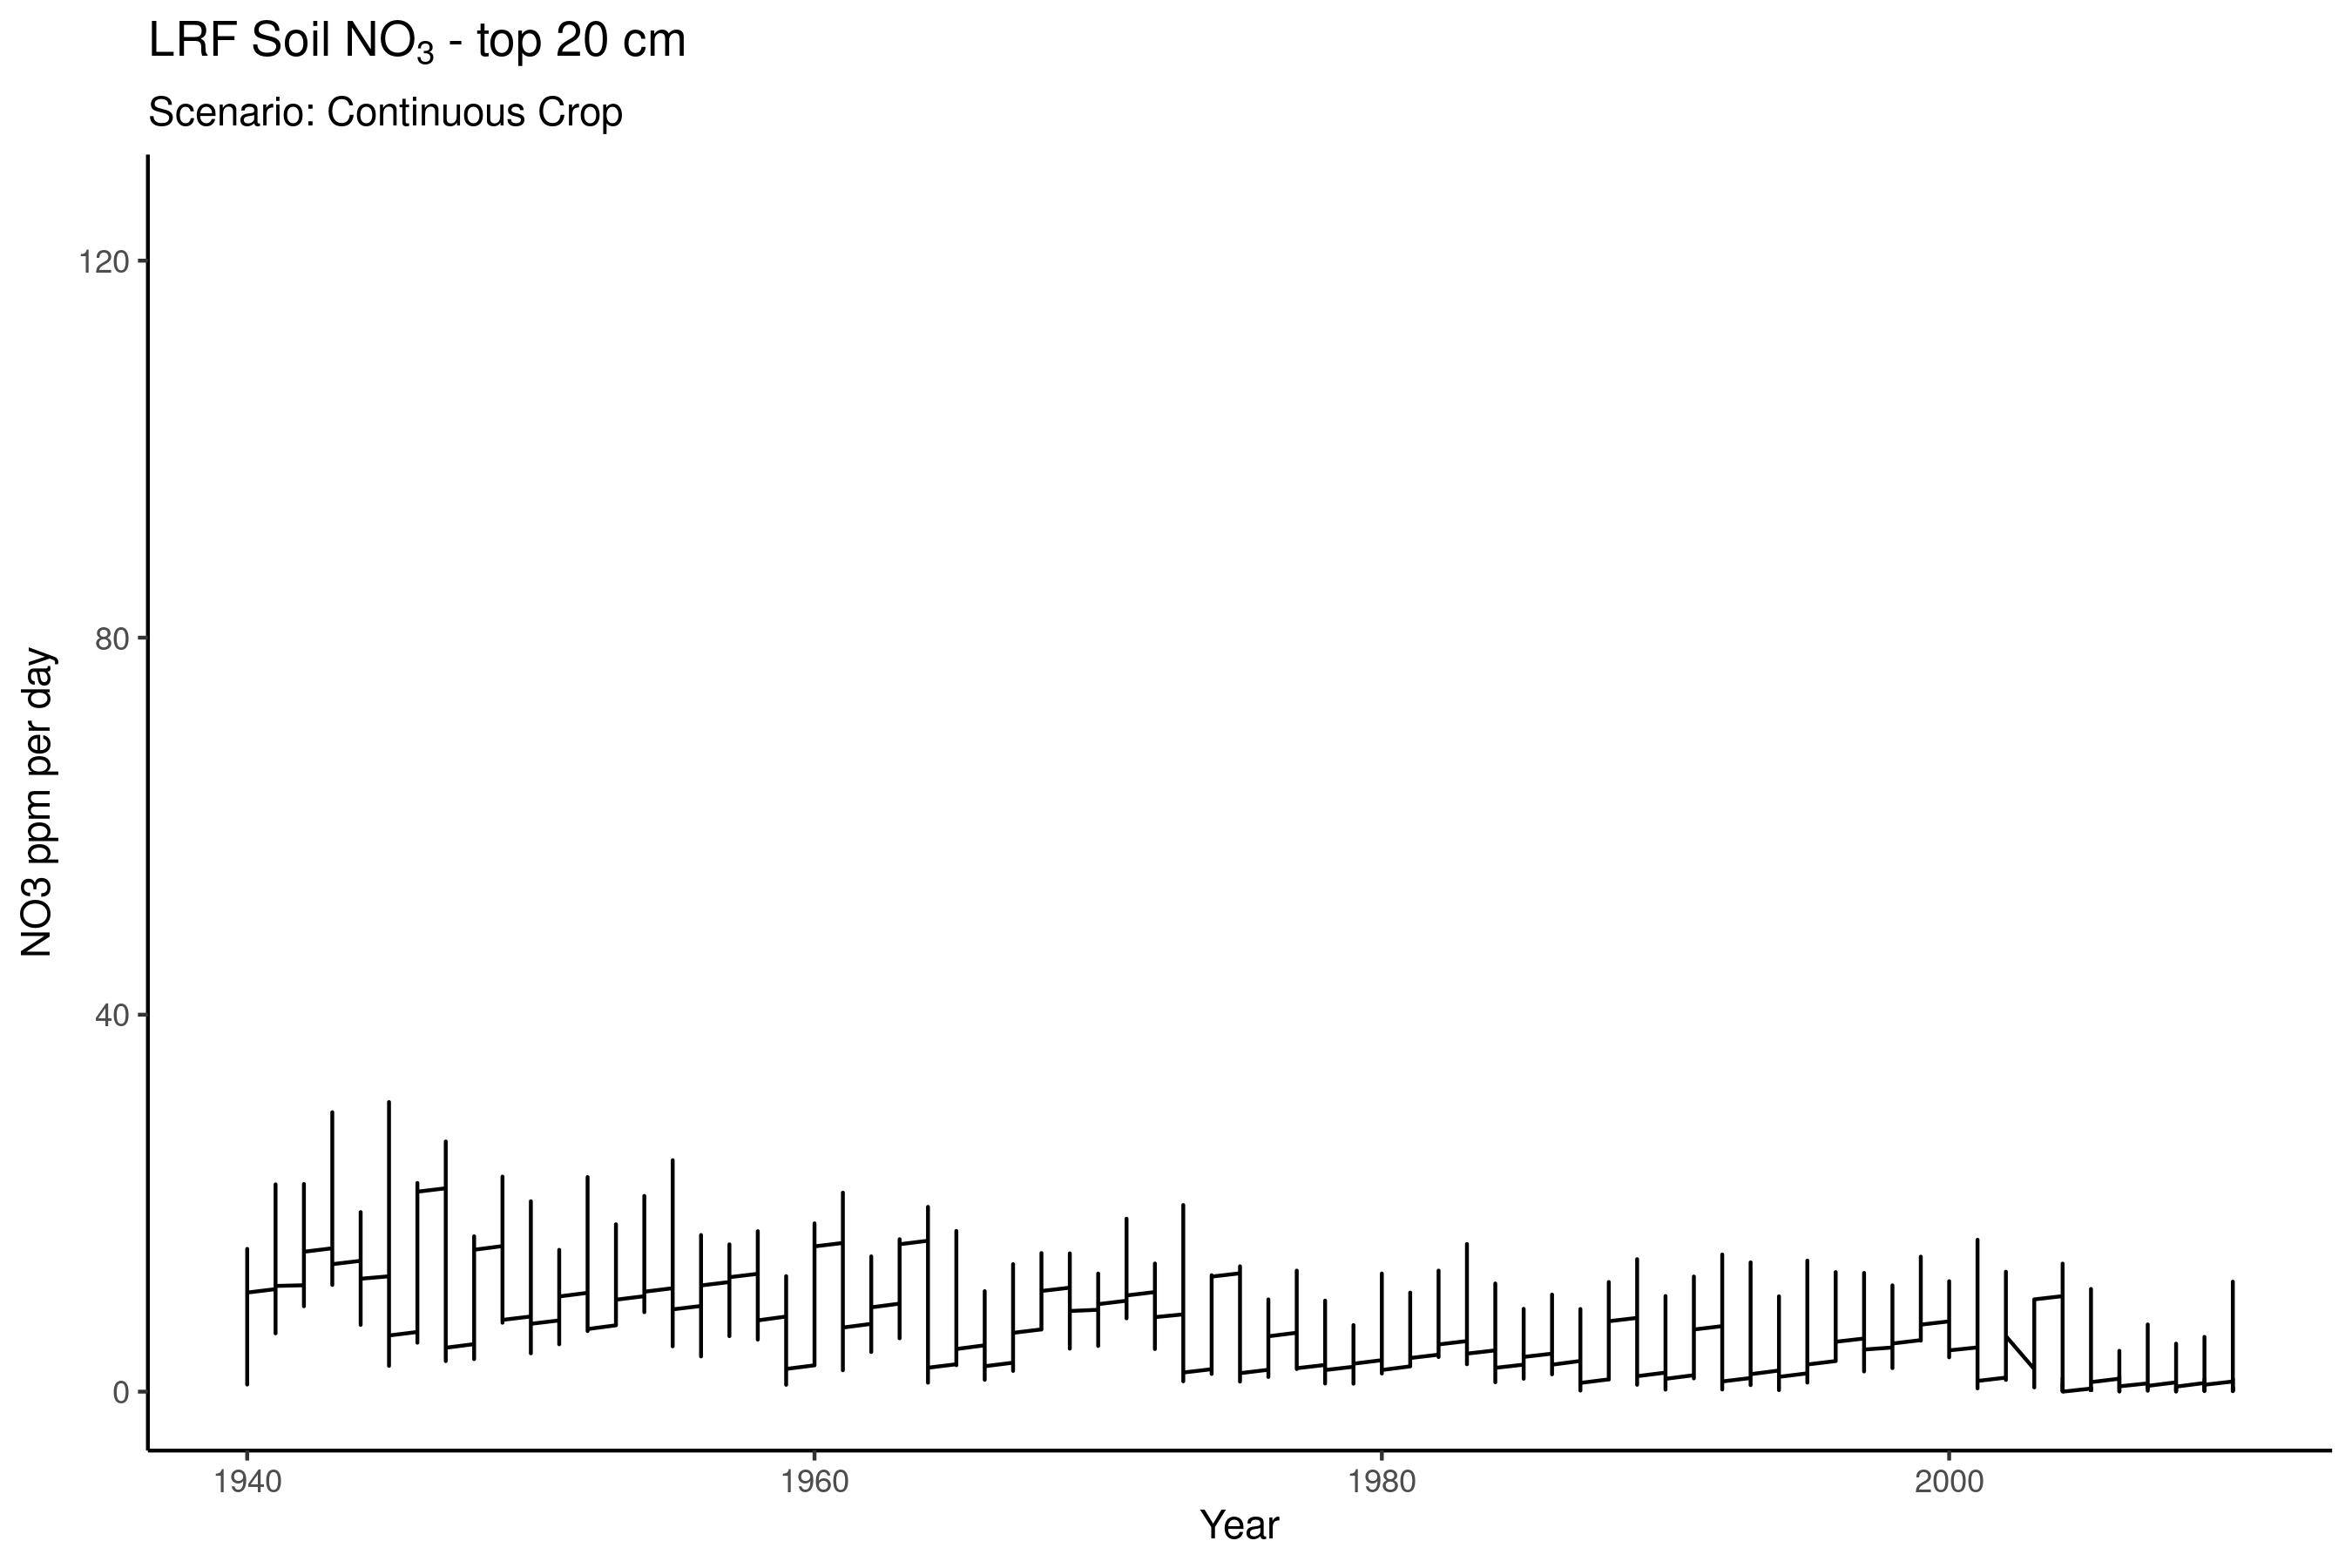 LRF Soil NO₃ - top 20 cm
Scenario: Continuous Crop
120
80
40
0
NO3 ppm per day
1940 1960 1980 2000
Year